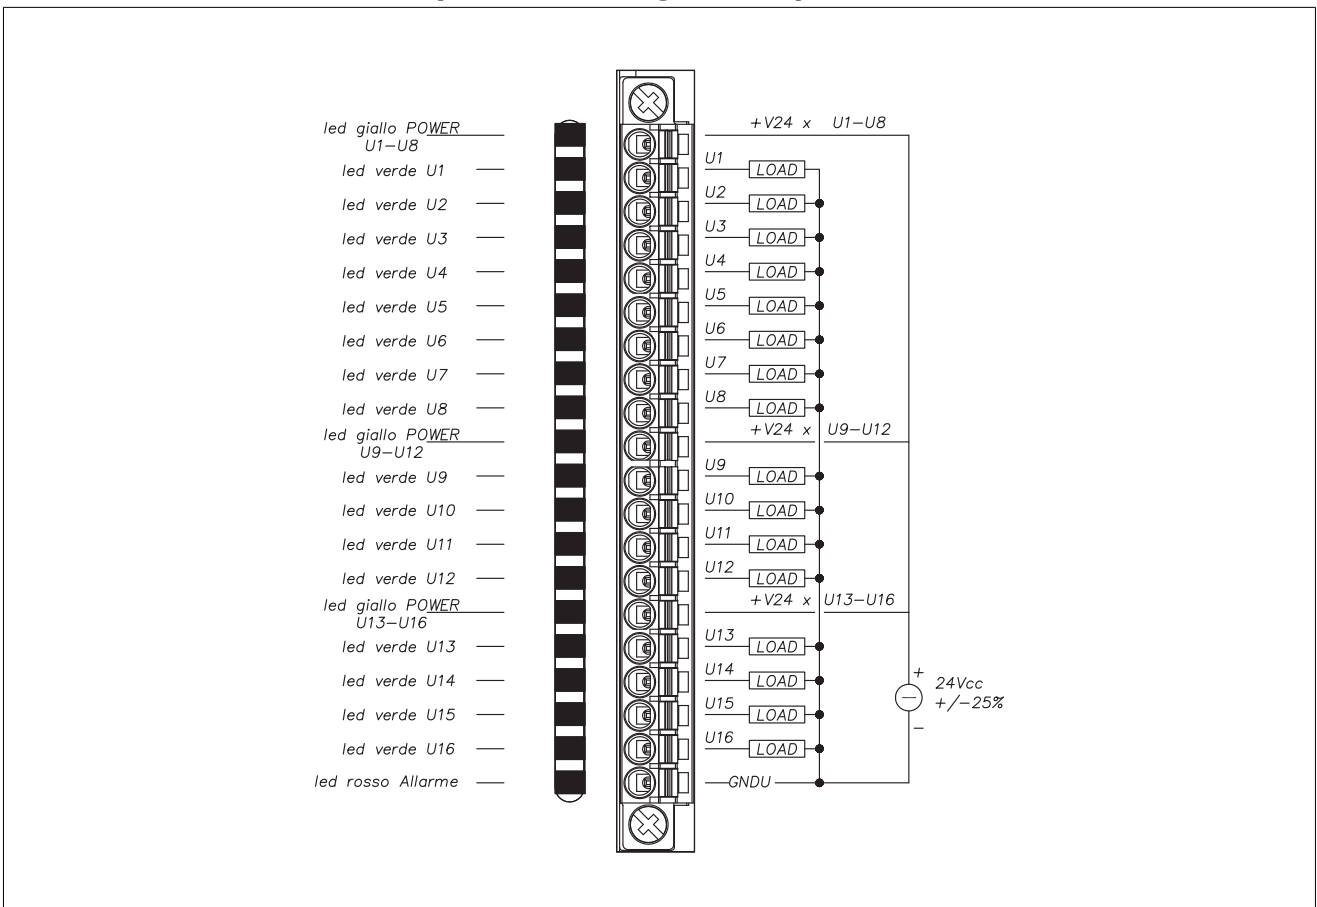 led giallo POWER
U1-U8
led verde U1
led verde U2
led verde U3
led verde U4
led verde U5
led verde U6
led verde U7
led verde U8
led giallo POWER
U9-U12
led verde U9
led verde U10
led verde U11
led verde U12
led giallo POWER
U13-U16
led verde U13
led verde U14
led verde U15
led verde U16
led rosso Allarme
+V24 x U1-U8
U1 LOAD
U2 LOAD
U3 LOAD
U4 LOAD
U5 LOAD
U6 LOAD
U7 LOAD
U8 LOAD
+V24 x U9-U12
U9 LOAD
U10 LOAD
U11 LOAD
U12 LOAD
+V24 x U13-U16
U13 LOAD
U14 LOAD
U15 LOAD
U16 LOAD
GNDU
+
24Vcc
+/-25%
-